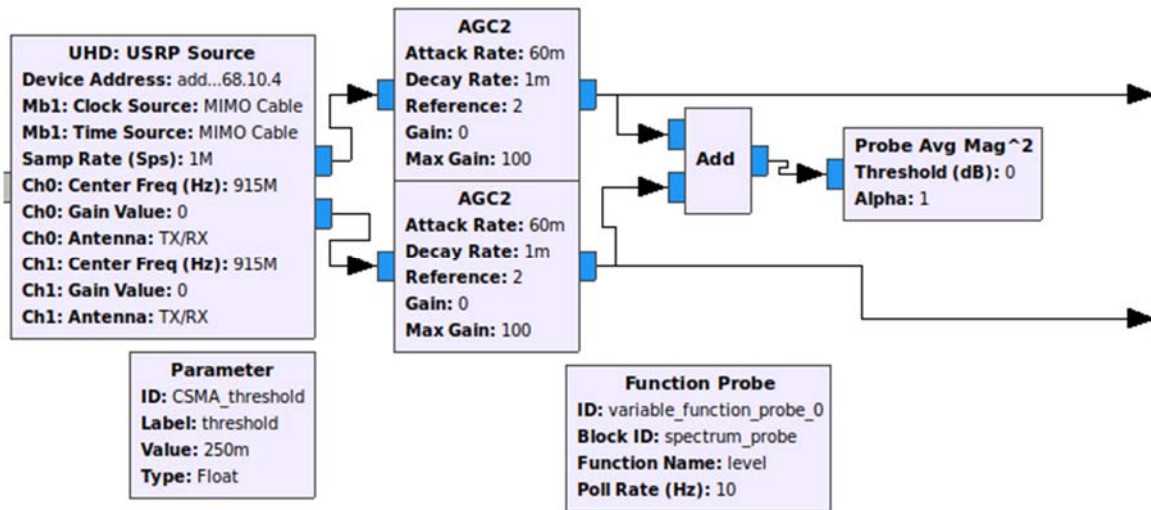 UHD: USRP Source
Device Address: add...68.10.4
Mb1: Clock Source: MIMO Cable
Mb1: Time Source: MIMO Cable
Samp Rate (Sps): 1M
Ch0: Center Freq (Hz): 915M
Ch0: Gain Value: 0
Ch0: Antenna: TX/RX
Ch1: Center Freq (Hz): 915M
Ch1: Gain Value: 0
Ch1: Antenna: TX/RX
AGC2
Attack Rate: 60m
Decay Rate: 1m
Reference: 2
Gain: 0
Max Gain: 100
AGC2
Attack Rate: 60m
Decay Rate: 1m
Reference: 2
Gain: 0
Max Gain: 100
Add
Probe Avg Mag^2
Threshold (dB): 0
Alpha: 1
Parameter
ID: CSMA_threshold
Label: threshold
Value: 250m
Type: Float
Function Probe
ID: variable_function_probe_0
Block ID: spectrum_probe
Function Name: level
Poll Rate (Hz): 10